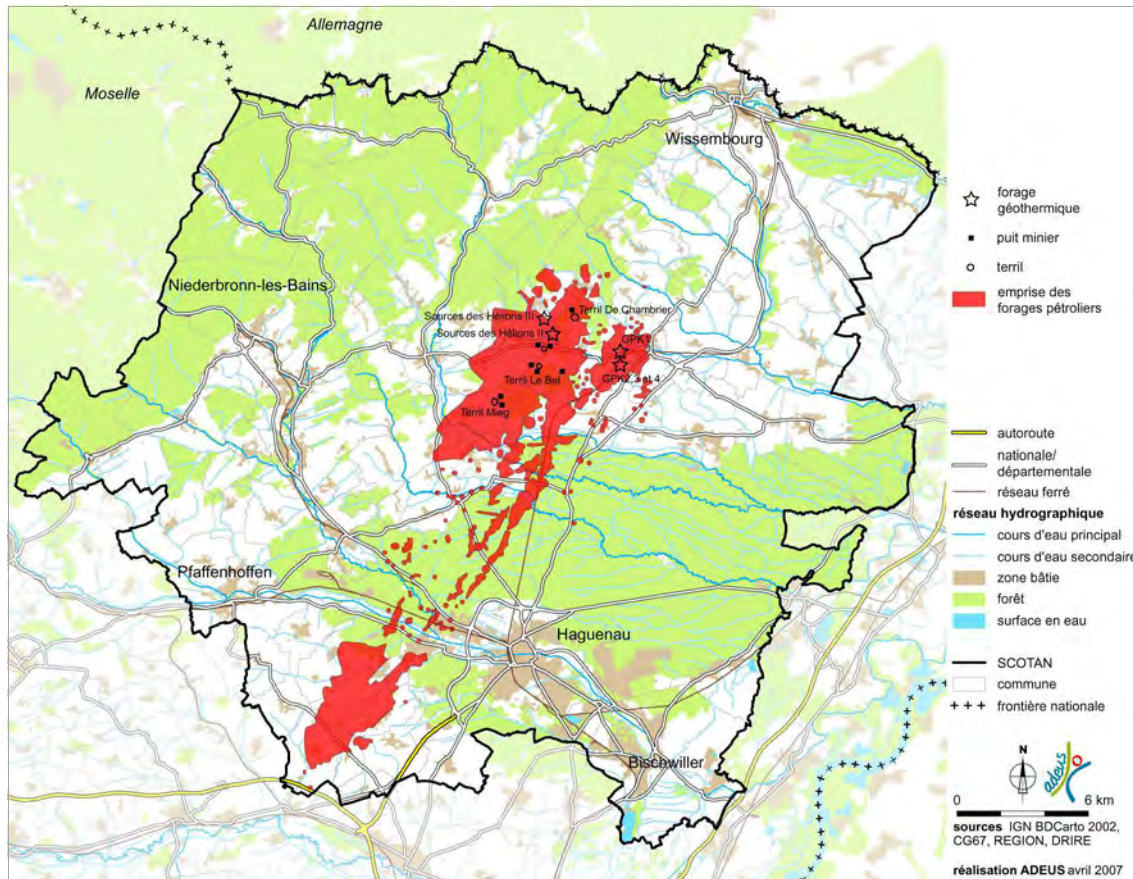 Allemagne
Moselle
Wissembourg
Niederbronn-les-Bains
Sources des Hérons III
Terril De Chambrier
Sources des Hélions II
GPK1
Terril Le Bel
GPK2, 3 et 4
Terril Mieg
Pfaffenhoffen
Haguenau
Bischwiller
forage
géothermique
puit minier
terril
emprise des
forages pétroliers
autoroute
nationale/
départementale
réseau ferré
réseau hydrographique
cours d'eau principal
cours d'eau secondaire
zone bâtie
forêt
surface en eau
SCOTAN
commune
frontière nationale
N
adeus
0 6 km
sources IGN BDCarto 2002,
CG67, REGION, DRIRE
réalisation ADEUS avril 2007